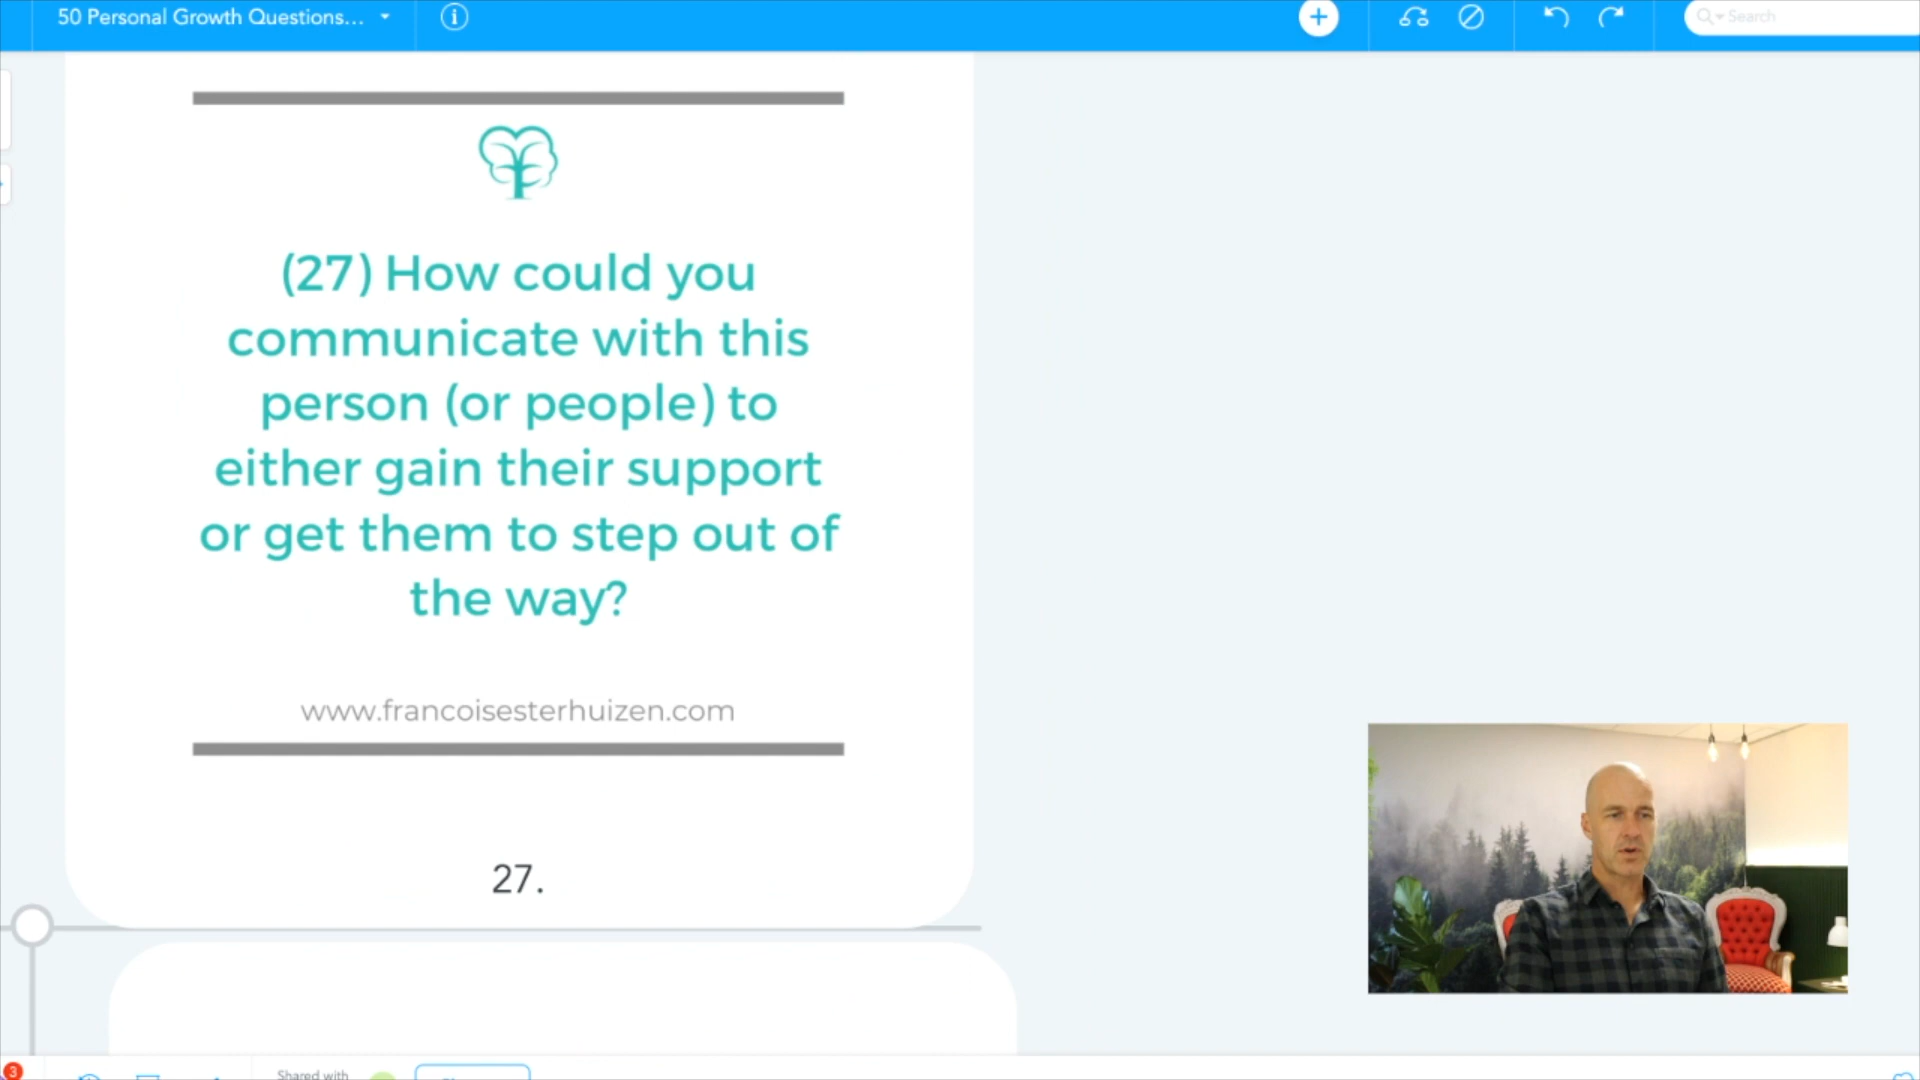 50 Personal Growth Questions...
Search
(27) How could you
communicate with this
person (or people) to
either gain their support
or get them to step out of
the way?
www.francoisesterhuizen.com
27.
3
Shared with